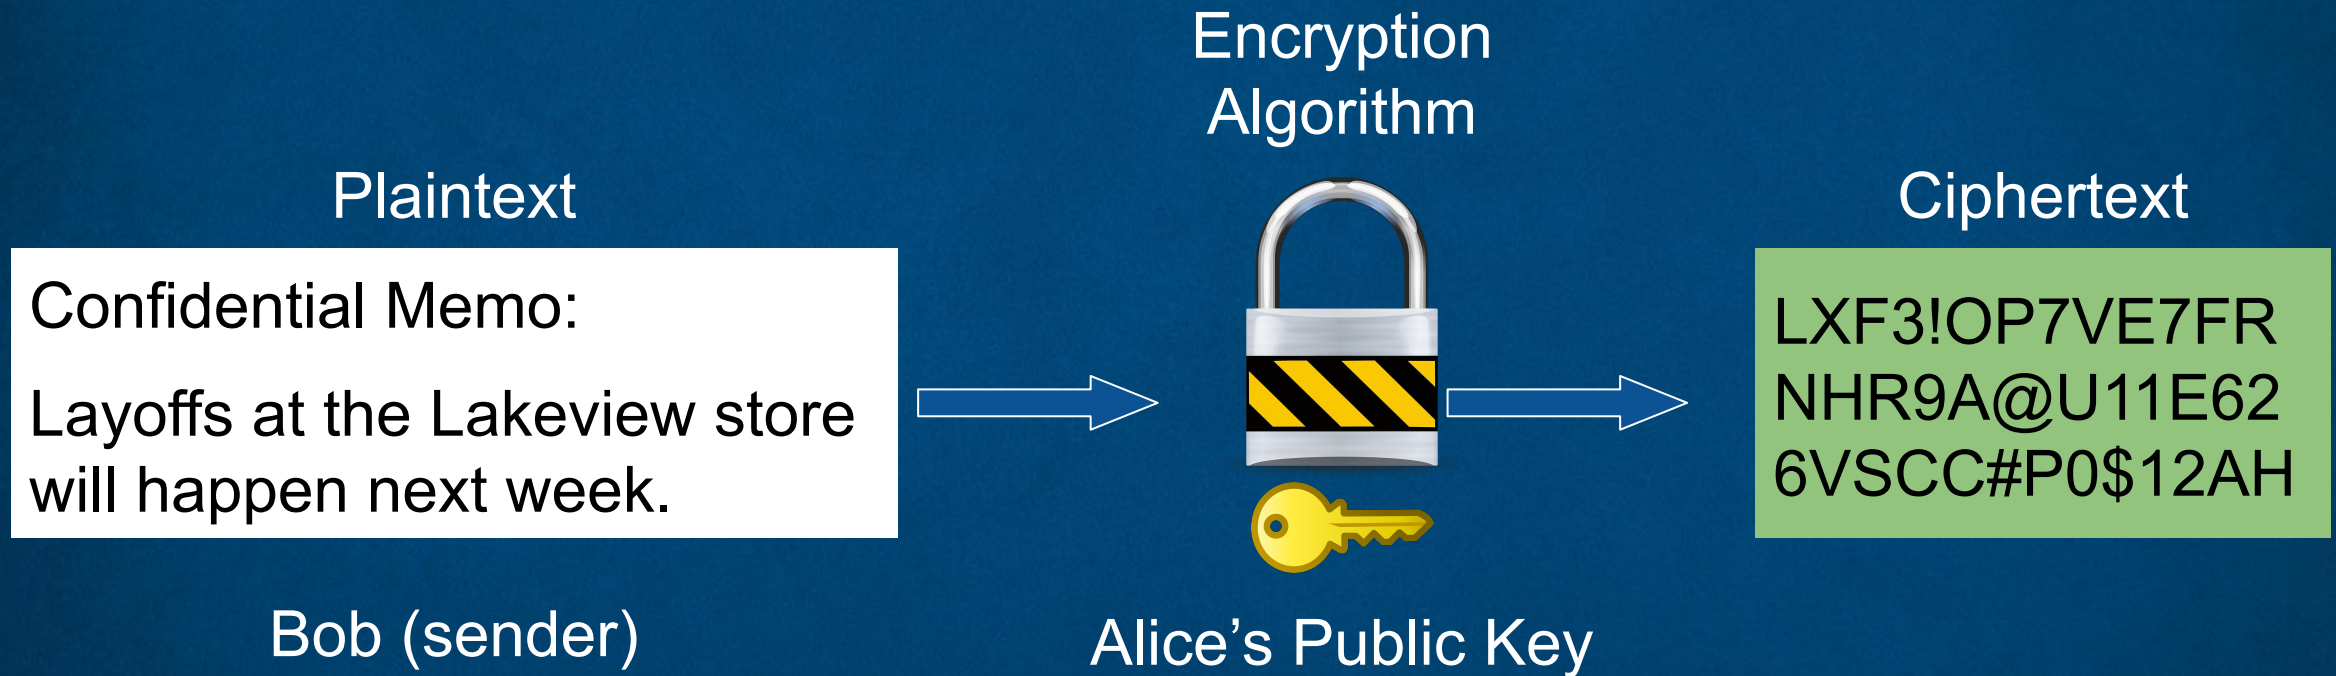 Encryption
Algorithm
Plaintext
Ciphertext
Confidential Memo:
Layoffs at the Lakeview store
will happen next week.
LXF3!OP7VE7FR
NHR9A@U11E62
6VSCC#P0$12AH
Bob (sender)
Alice’s Public Key